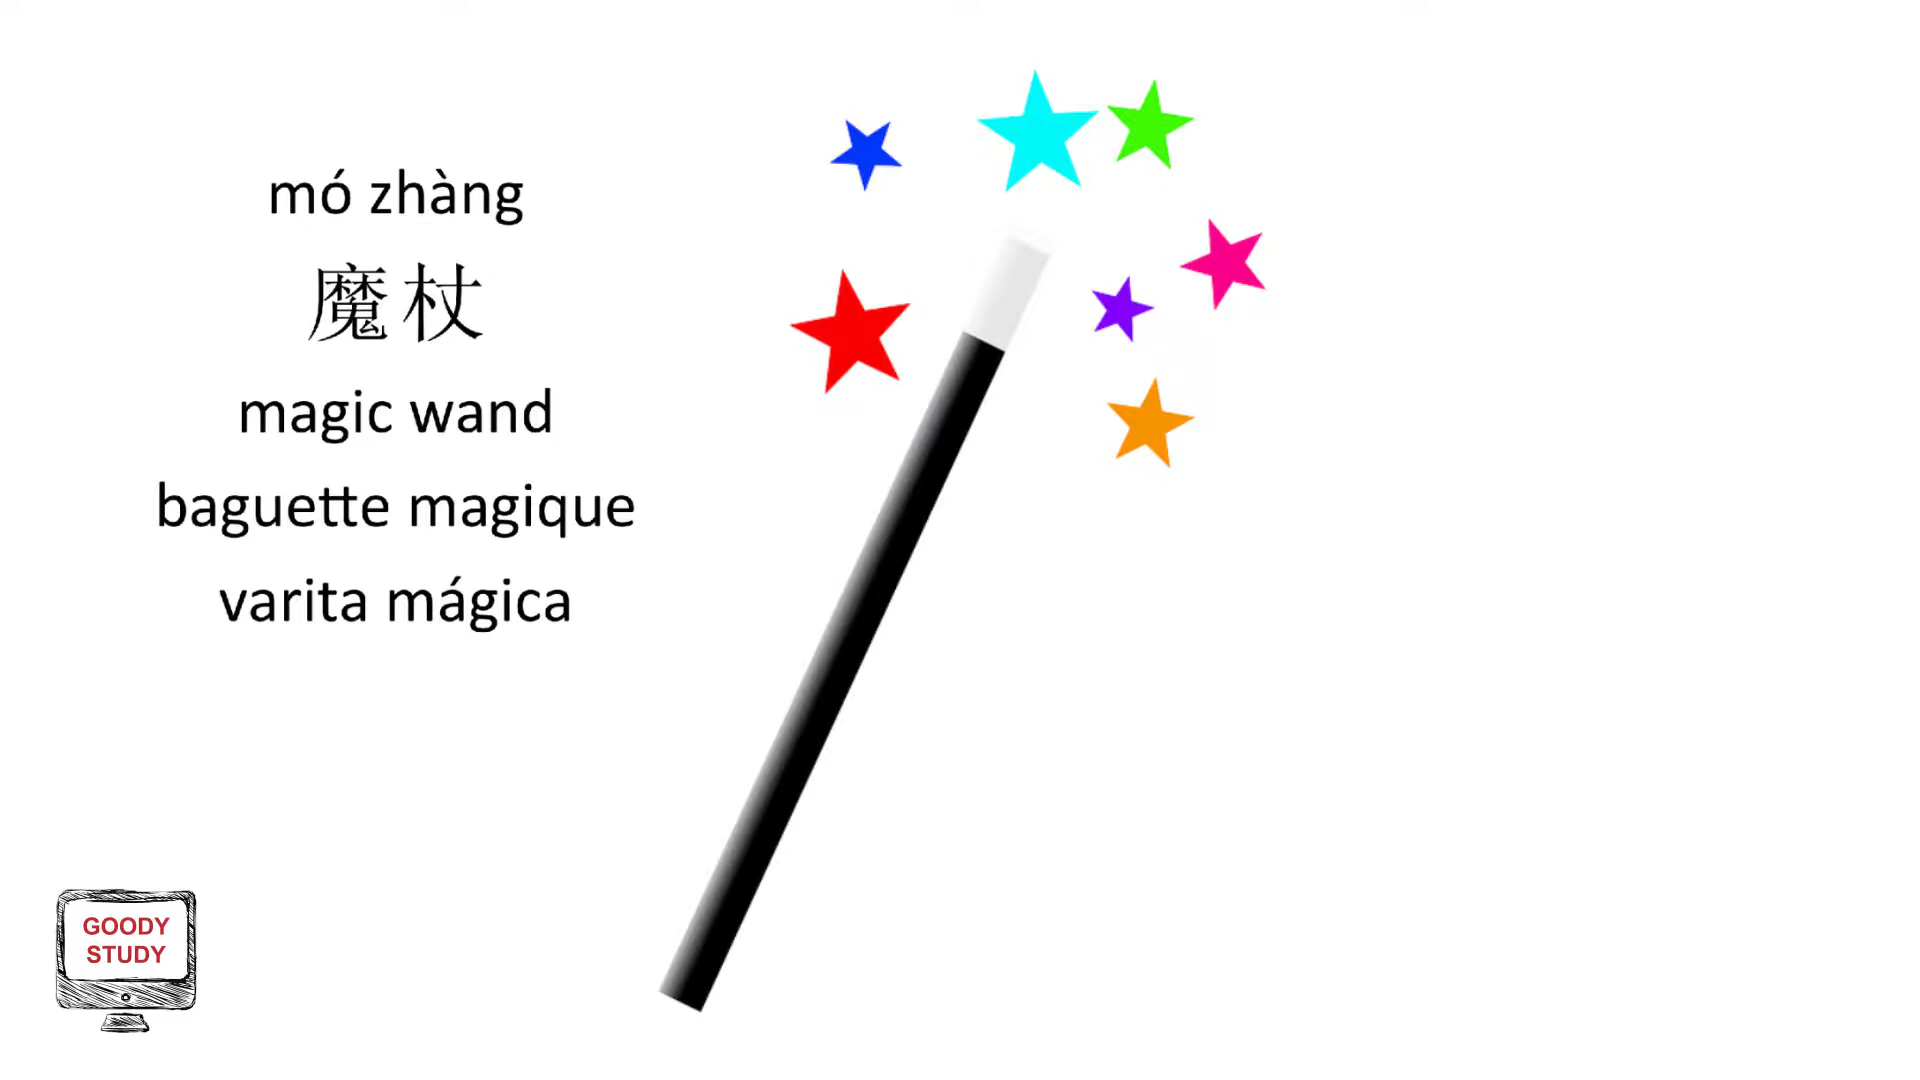 mó zhàng
魔杖
magic wand
baguette magique
varita mágica
GOODY
STUDY